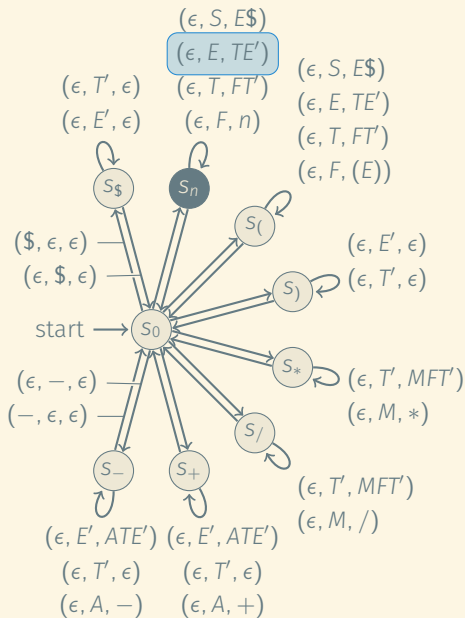 (ϵ, S, E$)
(ϵ, E, TE′)
(ϵ, T, FT′)
(ϵ, F, n)
(ϵ, T′, ϵ)
(ϵ, E′, ϵ)
(ϵ, S, E$)
(ϵ, E, TE′)
(ϵ, T, FT′)
(ϵ, F, (E))
S$
Sn
S(
($, ϵ, ϵ)
(ϵ, $, ϵ)
(ϵ, E′, ϵ)
(ϵ, T′, ϵ)
S)
start
S0
(ϵ, −, ϵ)
(−, ϵ, ϵ)
S*
(ϵ, T′, MFT′)
(ϵ, M, ∗)
S/
(ϵ, T′, MFT′)
(ϵ, M, /)
S−
S+
(ϵ, E′, ATE′)
(ϵ, T′, ϵ)
(ϵ, A, −)
(ϵ, E′, ATE′)
(ϵ, T′, ϵ)
(ϵ, A, +)